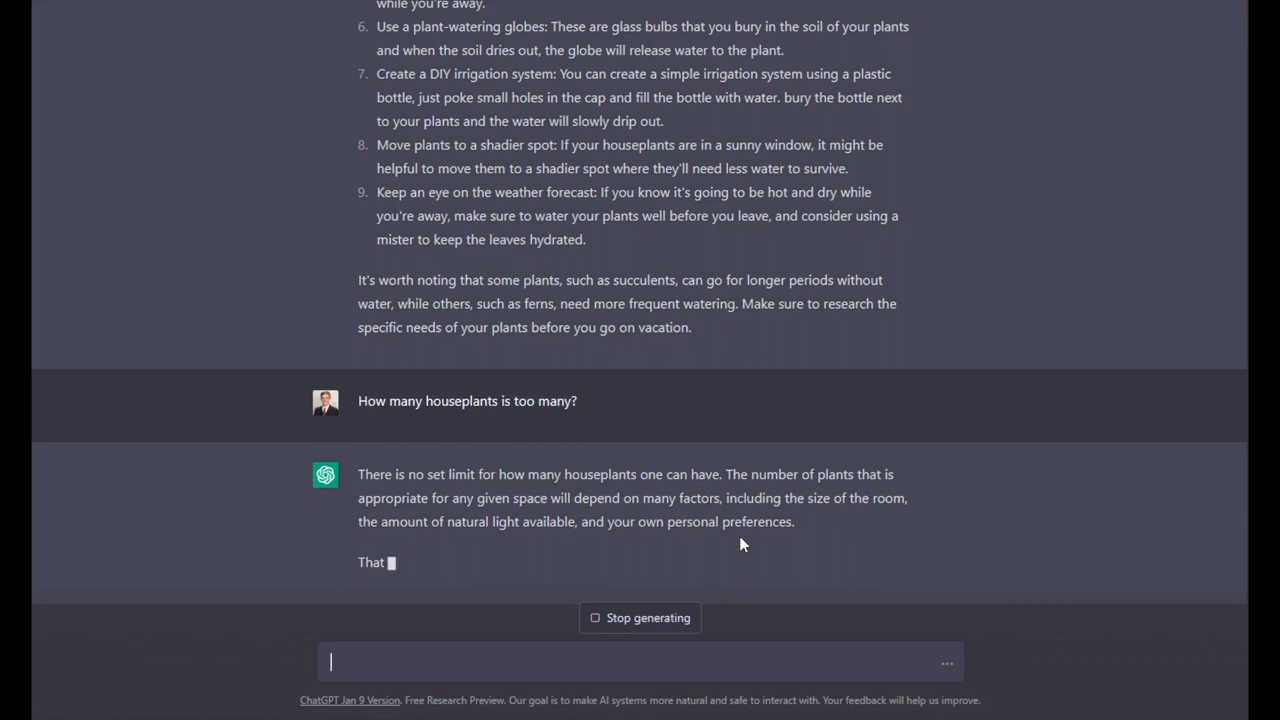 while you're away.
6. Use a plant-watering globes: These are glass bulbs that you bury in the soil of your plants
and when the soil dries out, the globe will release water to the plant.
7. Create a DIY irrigation system: You can create a simple irrigation system using a plastic
bottle, just poke small holes in the cap and fill the bottle with water. bury the bottle next
to your plants and the water will slowly drip out.
8. Move plants to a shadier spot: If your houseplants are in a sunny window, it might be
helpful to move them to a shadier spot where they'll need less water to survive.
9. Keep an eye on the weather forecast: If you know it's going to be hot and dry while
you're away, make sure to water your plants well before you leave, and consider using a
mister to keep the leaves hydrated.
It's worth noting that some plants, such as succulents, can go for longer periods without
water, while others, such as ferns, need more frequent watering. Make sure to research the
specific needs of your plants before you go on vacation.
How many houseplants is too many?
There is no set limit for how many houseplants one can have. The number of plants that is
appropriate for any given space will depend on many factors, including the size of the room,
the amount of natural light available, and your own personal preferences.
That
Stop generating
ChatGPT Jan 9 Version. Free Research Preview. Our goal is to make AI systems more natural and safe to interact with. Your feedback will help us improve.